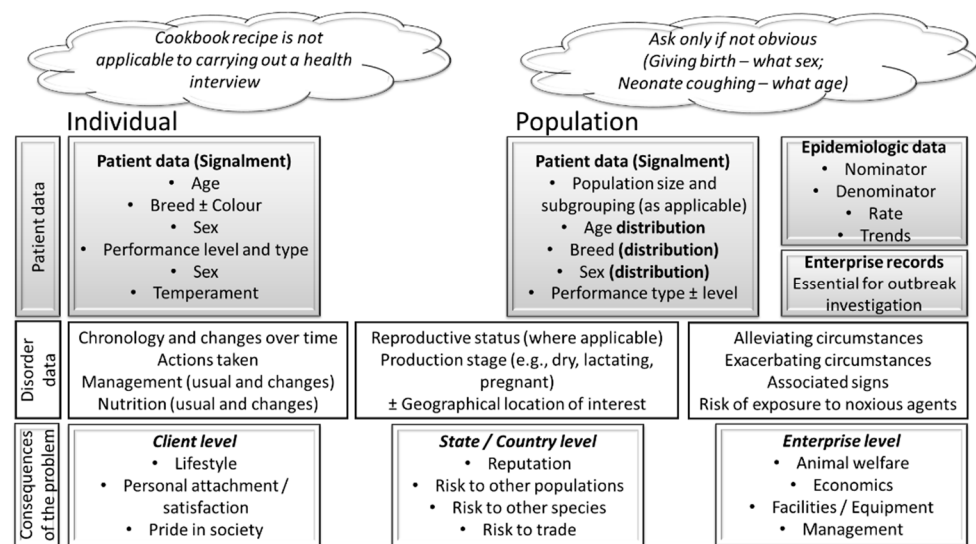 Cookbook recipe is not
applicable to carrying out a health
interview
Ask only if not obvious
(Giving birth – what sex;
Neonate coughing – what age)
Individual
Population
Patient data
Patient data (Signalment)
• Age
• Breed ± Colour
• Sex
• Performance level and type
• Sex
• Temperament
Patient data (Signalment)
• Population size and
subgrouping (as applicable)
• Age distribution
• Breed (distribution)
• Sex (distribution)
• Performance type ± level
Epidemiologic data
• Nominator
• Denominator
• Rate
• Trends
Enterprise records
Essential for outbreak
investigation
Disorder
data
Chronology and changes over time
Actions taken
Management (usual and changes)
Nutrition (usual and changes)
Reproductive status (where applicable)
Production stage (e.g., dry, lactating,
pregnant)
± Geographical location of interest
Alleviating circumstances
Exacerbating circumstances
Associated signs
Risk of exposure to noxious agents
Consequences
of the problem
Client level
• Lifestyle
• Personal attachment /
satisfaction
• Pride in society
State / Country level
• Reputation
• Risk to other populations
• Risk to other species
• Risk to trade
Enterprise level
• Animal welfare
• Economics
• Facilities / Equipment
• Management